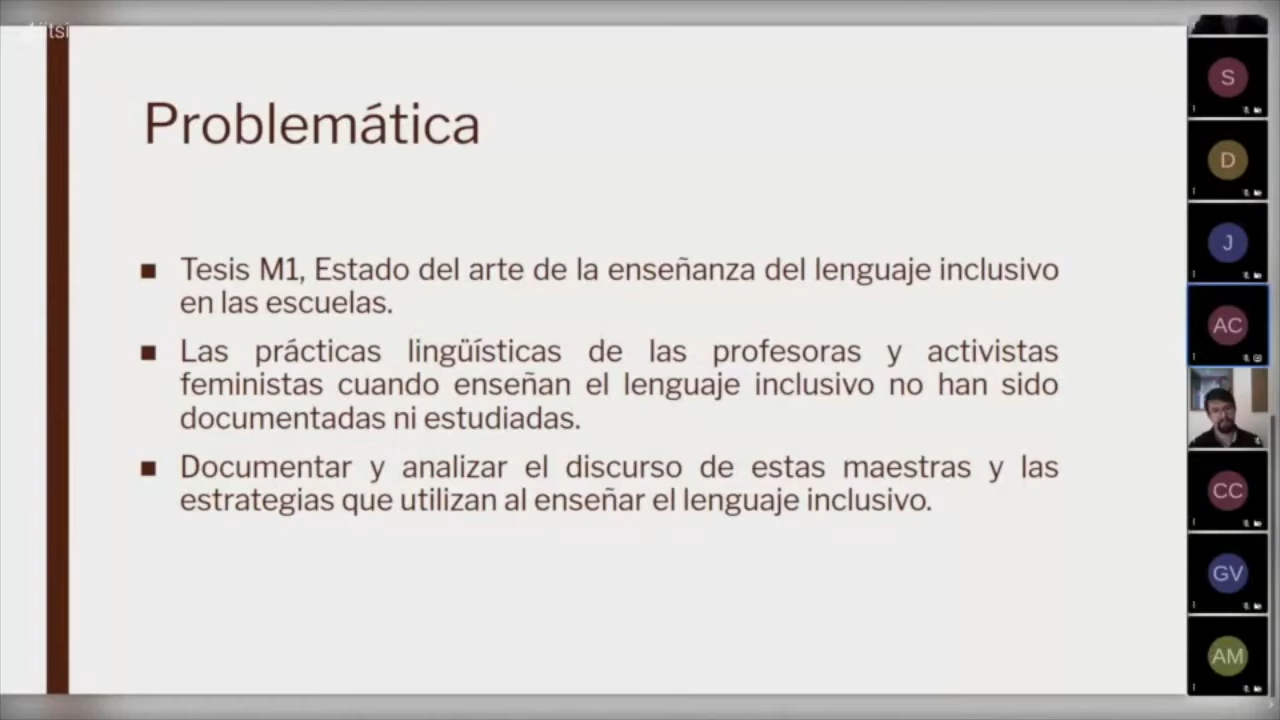 Problemática
■ Tesis M1, Estado del arte de la enseñanza del lenguaje inclusivo
en las escuelas.
■ Las prácticas lingüísticas de las profesoras y activistas
feministas cuando enseñan el lenguaje inclusivo no han sido
documentadas ni estudiadas.
■ Documentar y analizar el discurso de estas maestras y las
estrategias que utilizan al enseñar el lenguaje inclusivo.
S
D
J
AC
CC
GV
AM